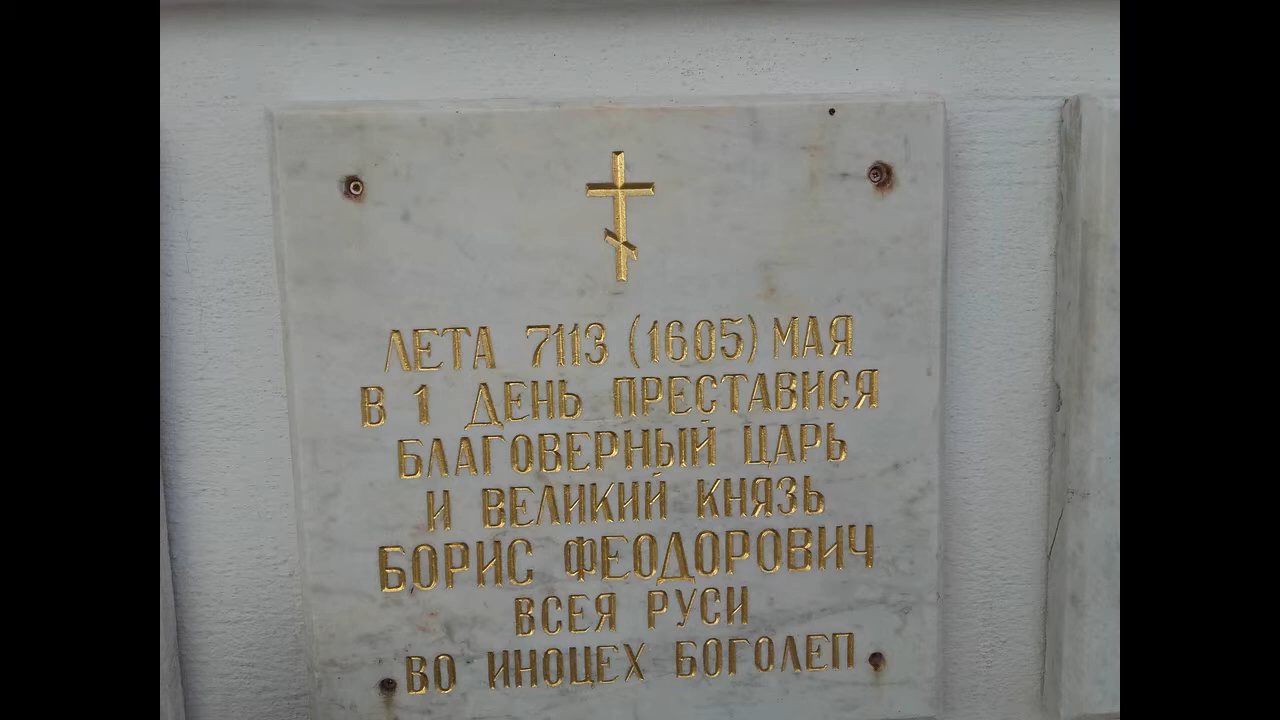 ЛЕТА 7113 (1605) МАЯ
В 1 ДЕНЬ ПРЕСТАВИСЯ
БЛАГОВЕРНЫЙ ЦАРЬ
И ВЕЛИКИЙ КНЯЗЬ
БОРИС ФЕОДОРОВИЧ
ВСЕЯ РУСИ
ВО ИНОЦЕХ БОГОЛЕП